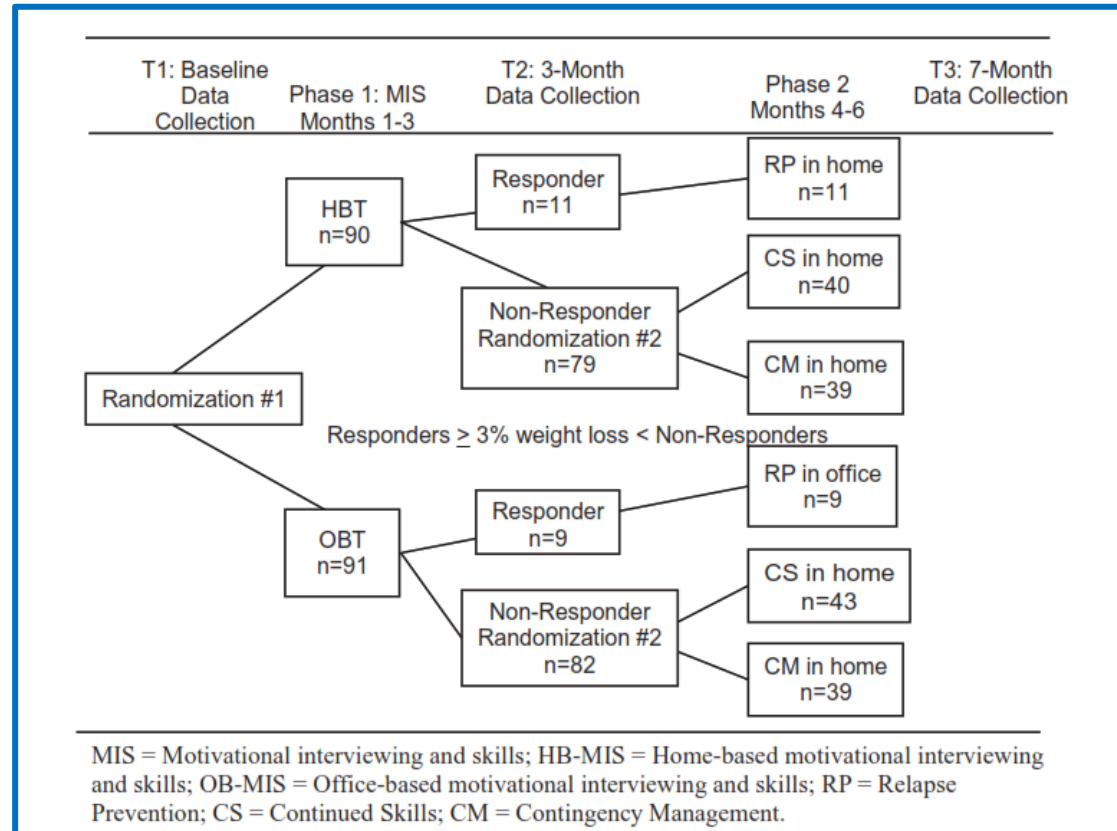 T1: Baseline
Data
Collection
Phase 1: MIS
Months 1-3
T2: 3-Month
Data Collection
Phase 2
Months 4-6
T3: 7-Month
Data Collection
Randomization #1
HBT
n=90
Responder
n=11
RP in home
n=11
Non-Responder
Randomization #2
n=79
CS in home
n=40
CM in home
n=39
Responders ≥ 3% weight loss < Non-Responders
OBT
n=91
Responder
n=9
RP in office
n=9
Non-Responder
Randomization #2
n=82
CS in home
n=43
CM in home
n=39
MIS = Motivational interviewing and skills; HB-MIS = Home-based motivational interviewing
and skills; OB-MIS = Office-based motivational interviewing and skills; RP = Relapse
Prevention; CS = Continued Skills; CM = Contingency Management.